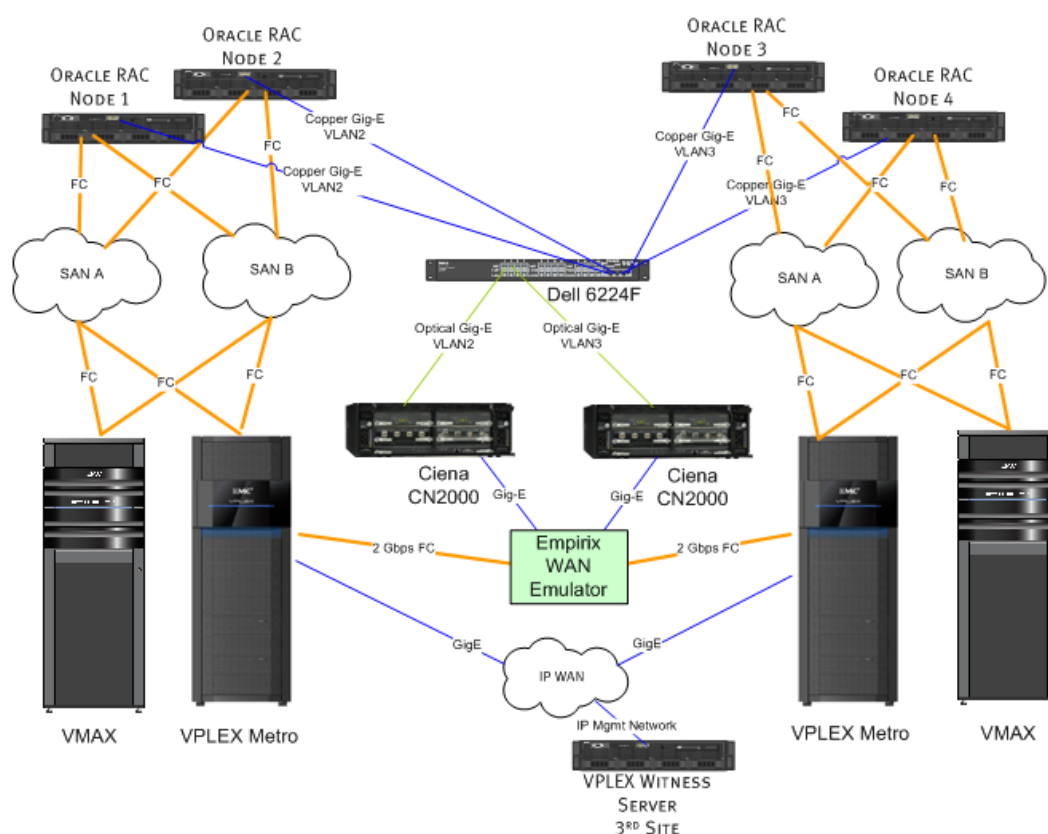 ORACLE RAC
NODE 2
ORACLE RAC
NODE 1
ORACLE RAC
NODE 3
ORACLE RAC
NODE 4
Copper Gig-E
VLAN2
Copper Gig-E
VLAN2
Copper Gig-E
VLAN3
Copper Gig-E
VLAN3
FC
FC
FC
FC
FC
FC
FC
SAN A
SAN B
SAN A
SAN B
Dell 6224F
Optical Gig-E
VLAN2
Optical Gig-E
VLAN3
FC
FC
FC
FC
FC
FC
Ciena
CN2000
Ciena
CN2000
Gig-E
Gig-E
EMC
VPLEX
EMC
VPLEX
2 Gbps FC
Empirix
WAN
Emulator
2 Gbps FC
GigE
GigE
IP WAN
IP Mgmt Network
VMAX
VPLEX Metro
VPLEX Metro
VMAX
VPLEX WITNESS
SERVER
3RD SITE